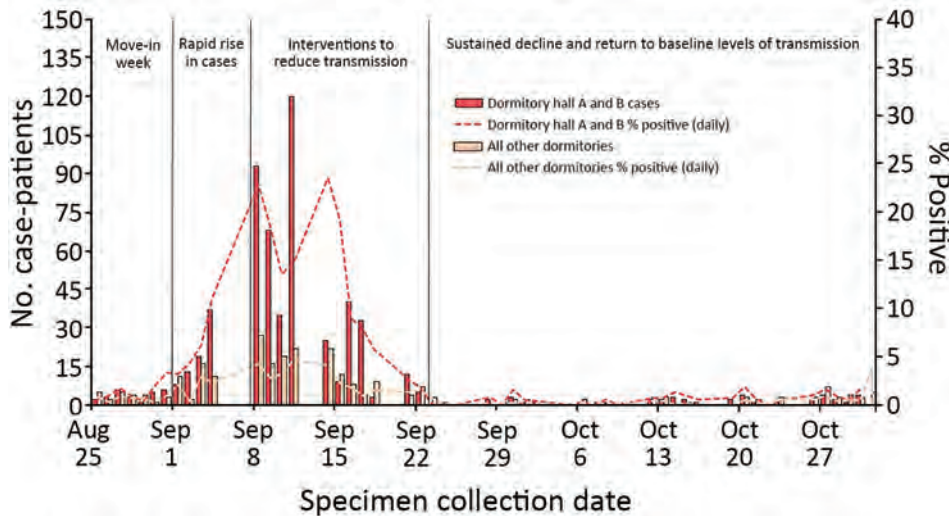 150
135
120
105
90
75
60
45
30
15
0
No. case-patients
40
35
30
25
20
15
10
5
0
% Positive
Move-in
week
Rapid rise
in cases
Interventions to
reduce transmission
Sustained decline and return to baseline levels of transmission
Dormitory hall A and B cases
Dormitory hall A and B % positive (daily)
All other dormitories
All other dormitories % positive (daily)
Aug
25
Sep
1
Sep
8
Sep
15
Sep
22
Sep
29
Oct
6
Oct
13
Oct
20
Oct
27
Specimen collection date